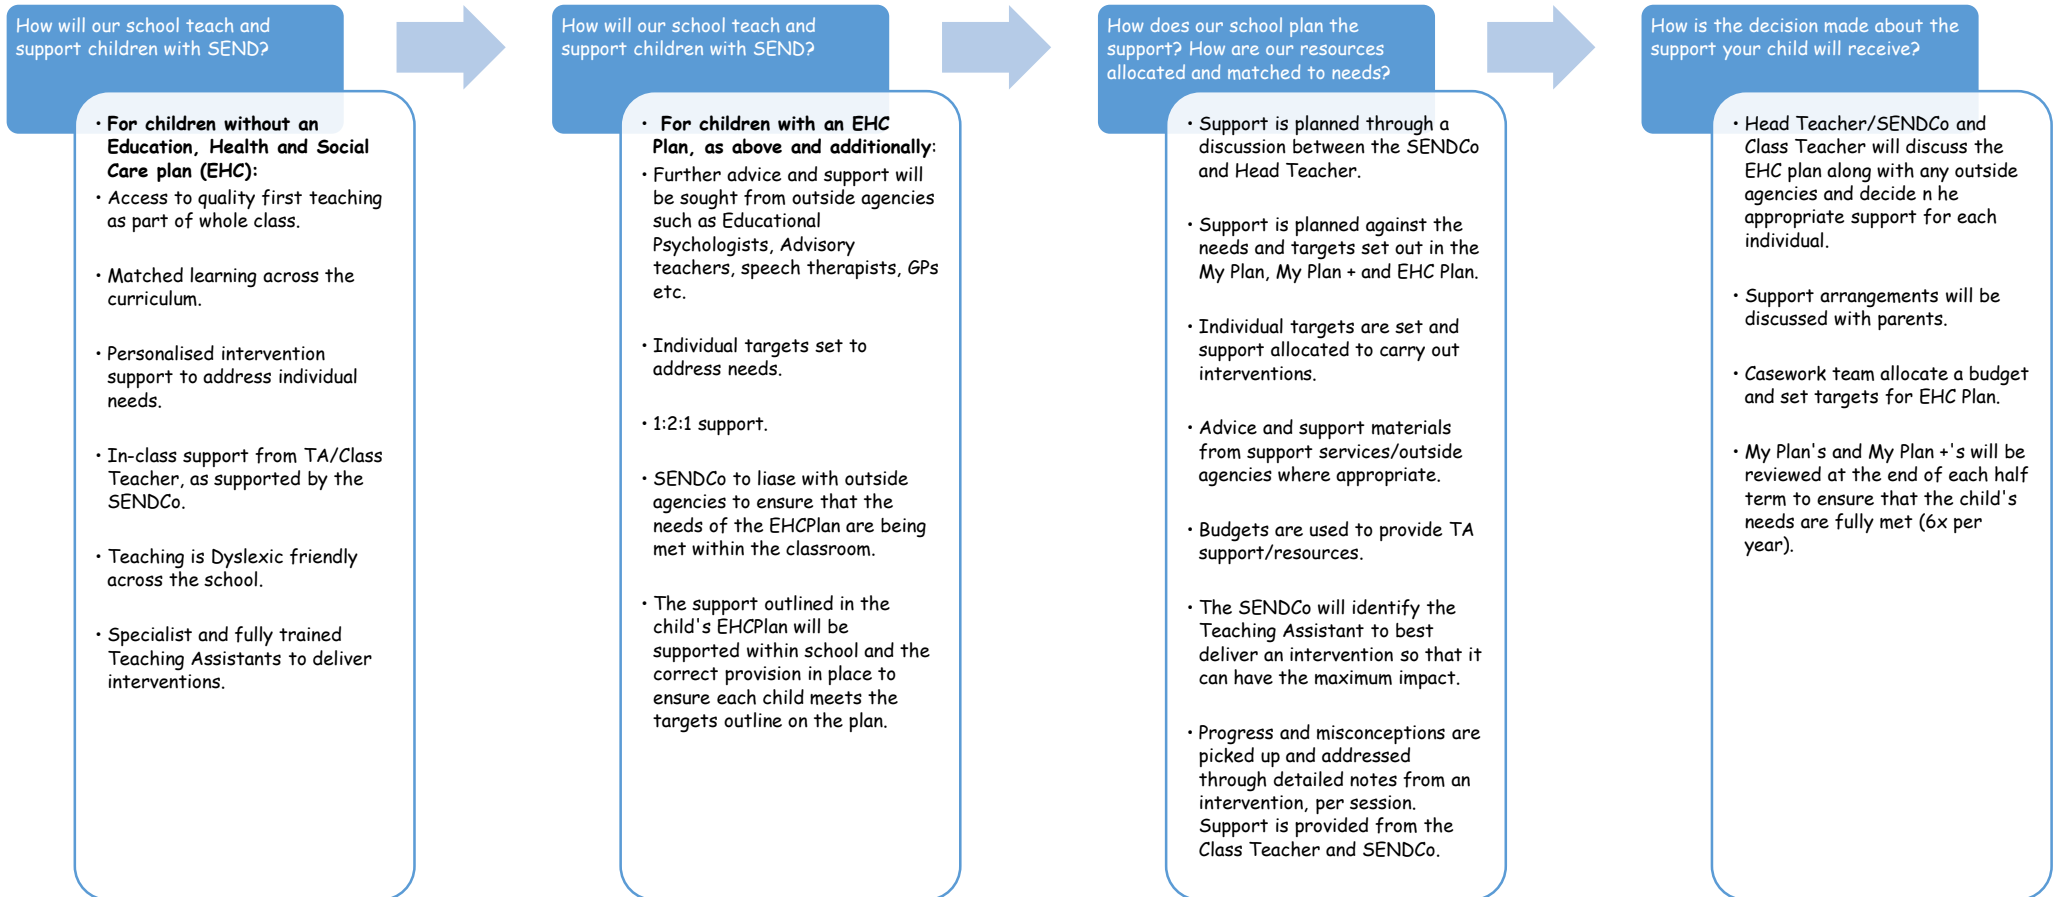 How will our school teach and
support children with SEND?
• For children without an
Education, Health and Social
Care plan (EHC):
• Access to quality first teaching
as part of whole class.
• Matched learning across the
curriculum.
• Personalised intervention
support to address individual
needs.
• In-class support from TA/Class
Teacher, as supported by the
SENDCo.
• Teaching is Dyslexic friendly
across the school.
• Specialist and fully trained
Teaching Assistants to deliver
interventions.
How will our school teach and
support children with SEND?
• For children with an EHC
Plan, as above and additionally:
• Further advice and support will
be sought from outside agencies
such as Educational
Psychologists, Advisory
teachers, speech therapists, GPs
etc.
• Individual targets set to
address needs.
• 1:2:1 support.
• SENDCo to liase with outside
agencies to ensure that the
needs of the EHCPlan are being
met within the classroom.
• The support outlined in the
child's EHCPlan will be
supported within school and the
correct provision in place to
ensure each child meets the
targets outline on the plan.
How does our school plan the
support? How are our resources
allocated and matched to needs?
• Support is planned through a
discussion between the SENDCo
and Head Teacher.
• Support is planned against the
needs and targets set out in the
My Plan, My Plan + and EHC Plan.
• Individual targets are set and
support allocated to carry out
interventions.
• Advice and support materials
from support services/outside
agencies where appropriate.
• Budgets are used to provide TA
support/resources.
• The SENDCo will identify the
Teaching Assistant to best
deliver an intervention so that it
can have the maximum impact.
• Progress and misconceptions are
picked up and addressed
through detailed notes from an
intervention, per session.
Support is provided from the
Class Teacher and SENDCo.
How is the decision made about the
support your child will receive?
• Head Teacher/SENDCo and
Class Teacher will discuss the
EHC plan along with any outside
agencies and decide n he
appropriate support for each
individual.
• Support arrangements will be
discussed with parents.
• Casework team allocate a budget
and set targets for EHC Plan.
• My Plan's and My Plan +'s will be
reviewed at the end of each half
term to ensure that the child's
needs are fully met (6x per
year).